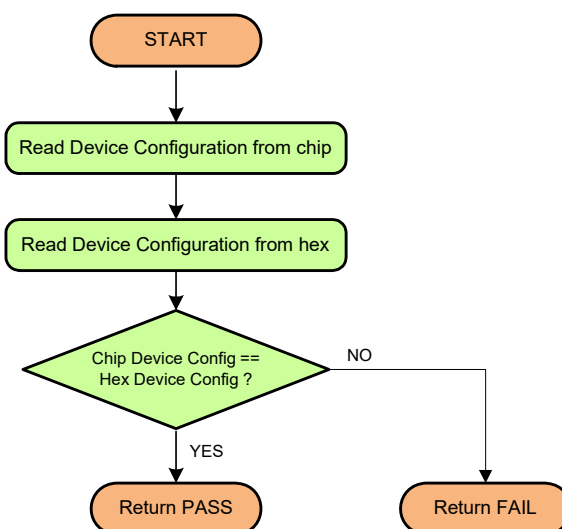 START
Read Device Configuration from chip
Read Device Configuration from hex
Chip Device Config ==
Hex Device Config ?
NO
YES
Return PASS
Return FAIL